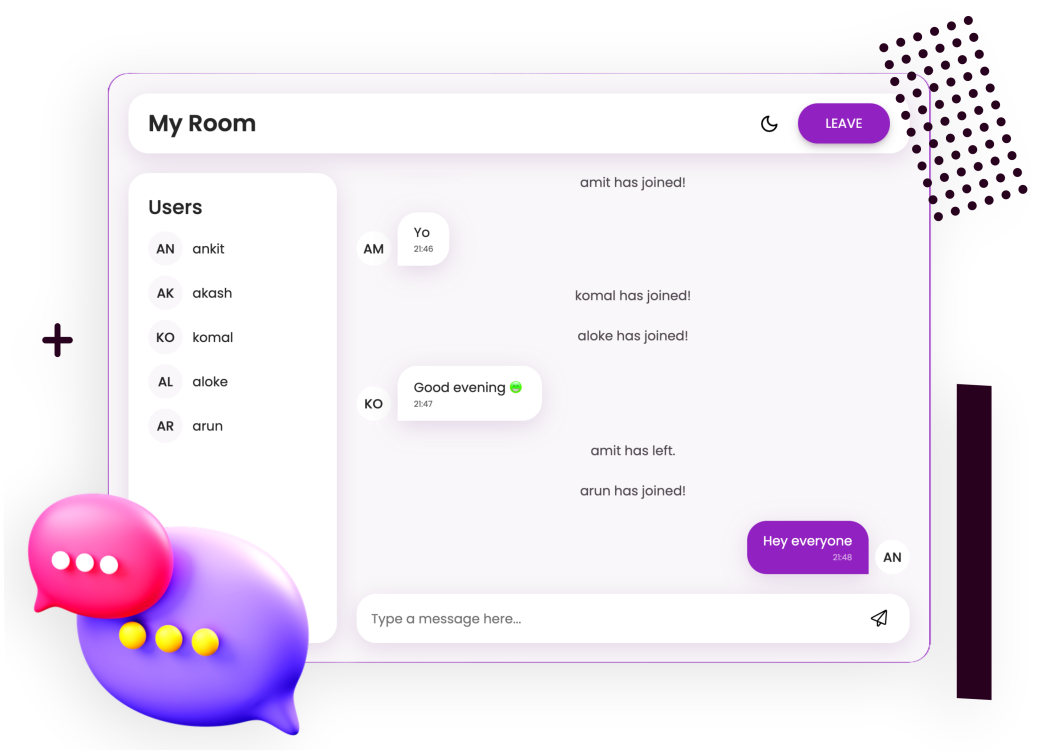 My Room
LEAVE
Users
AN ankit
AK akash
KO komal
AL aloke
AR arun
amit has joined!
Yo
21:46
AM
komal has joined!
aloke has joined!
Good evening 
21:47
KO
amit has left.
arun has joined!
Hey everyone
21:48
AN
Type a message here...